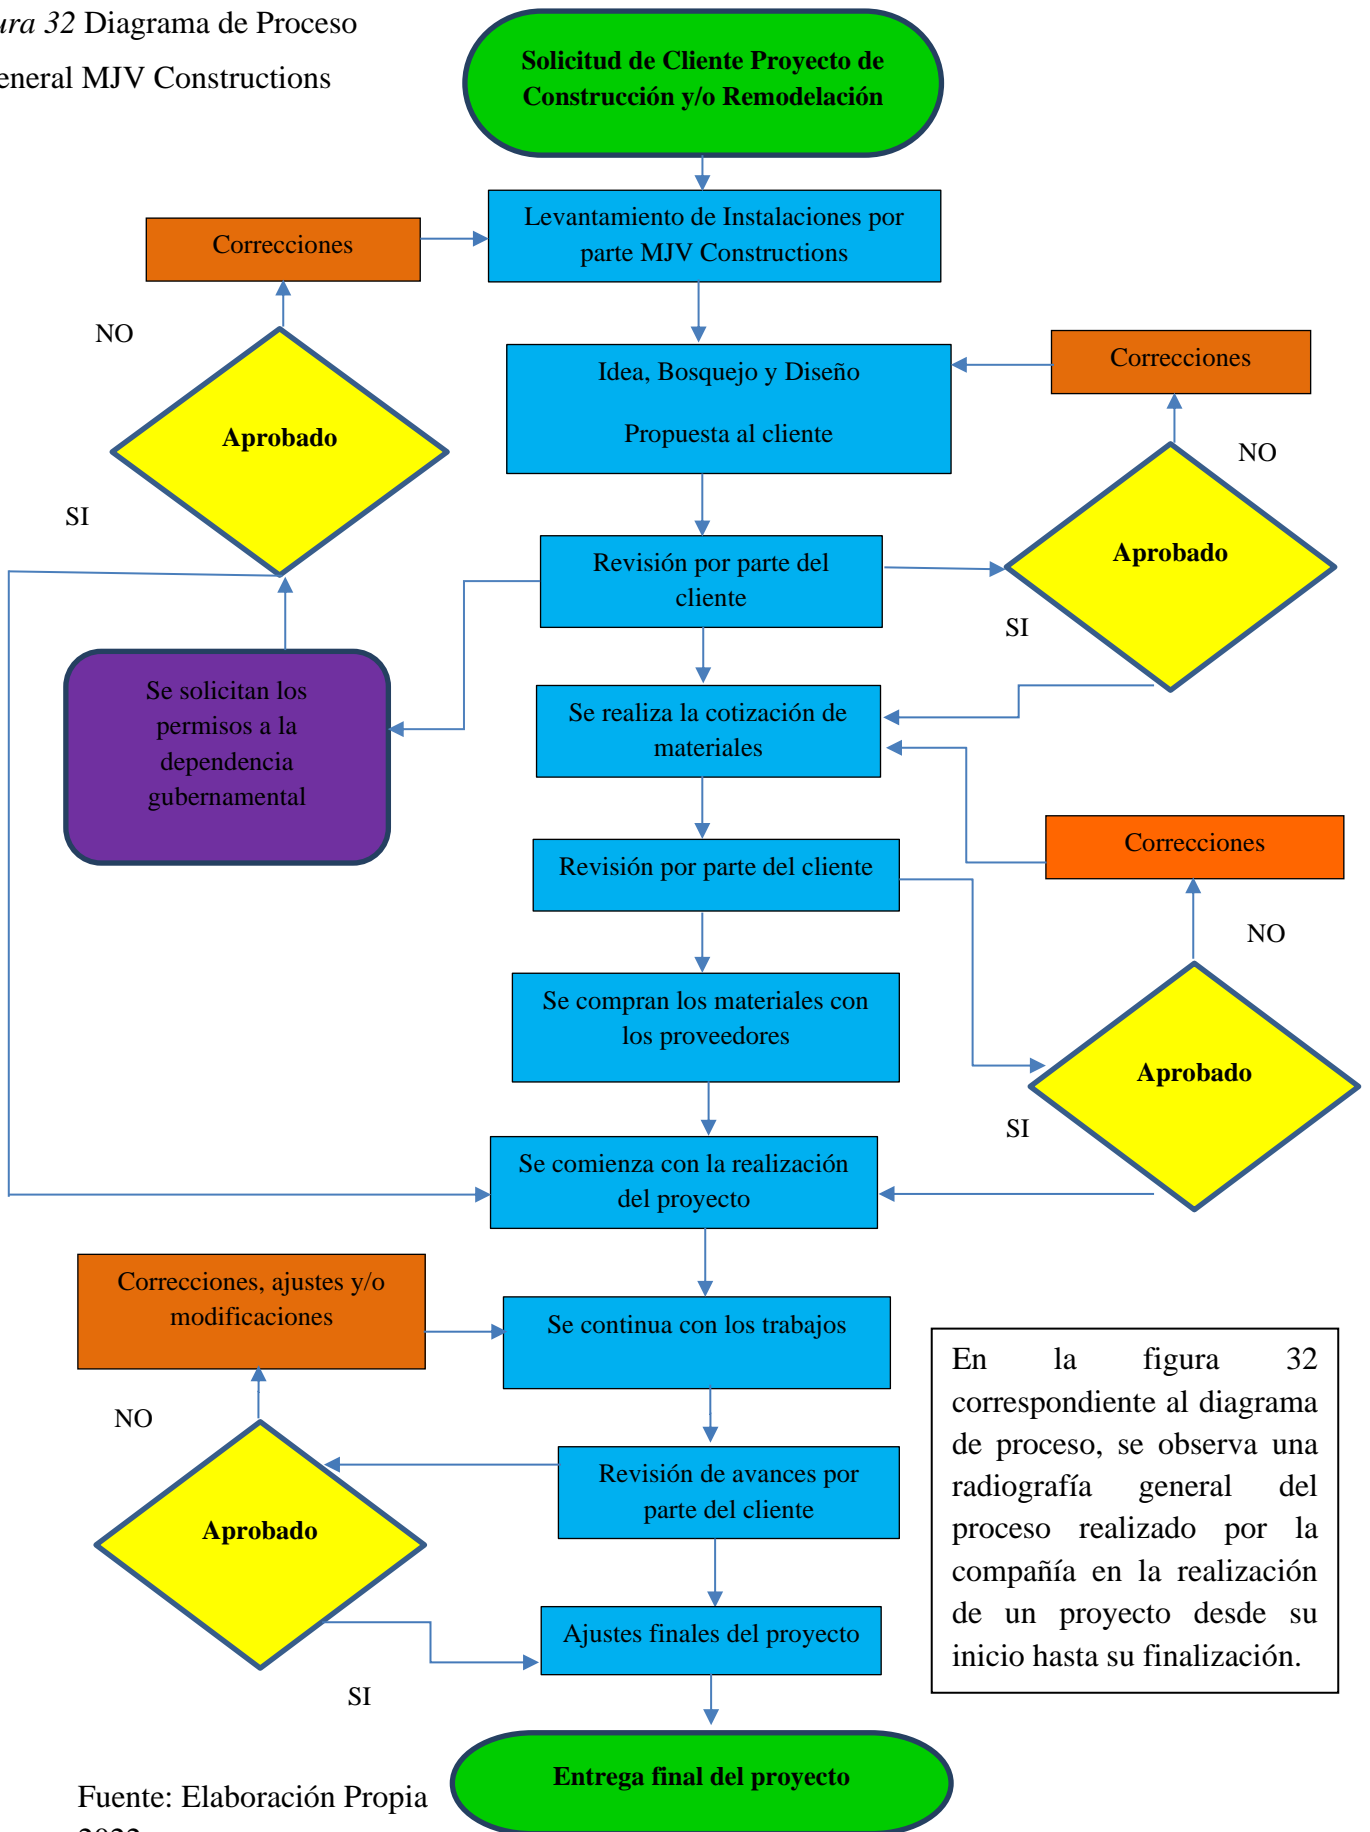 32 Diagrama de Proceso
MJV Constructions
Solicitud de Cliente Proyecto de
Construcción y/o Remodelación
Levantamiento de Instalaciones por
parte MJV Constructions
Correcciones
NO
Aprobado
SI
Idea, Bosquejo y Diseño
Propuesta al cliente
Correcciones
NO
Aprobado
SI
Revisión por parte del
cliente
Se solicitan los
permisos a la
dependencia
gubernamental
Se realiza la cotización de
materiales
Revisión por parte del cliente
Correcciones
NO
Aprobado
SI
Se compran los materiales con
los proveedores
Se comienza con la realización
del proyecto
Correcciones, ajustes y/o
modificaciones
Se continua con los trabajos
NO
Aprobado
SI
Revisión de avances por
parte del cliente
Ajustes finales del proyecto
En la figura 32
correspondiente al diagrama
de proceso, se observa una
radiografía general del
proceso realizado por la
compañía en la realización
de un proyecto desde su
inicio hasta su finalización.
Entrega final del proyecto
Fuente: Elaboración Propia